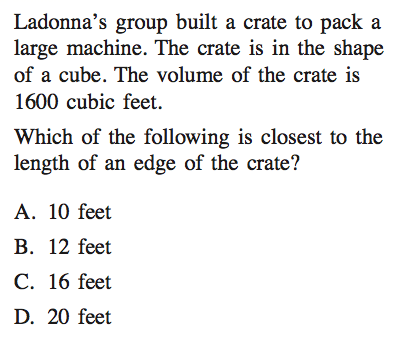 Ladonna’s group built a crate to pack a
large machine. The crate is in the shape
of a cube. The volume of the crate is
1600 cubic feet.
Which of the following is closest to the
length of an edge of the crate?
A. 10 feet
B. 12 feet
C. 16 feet
D. 20 feet